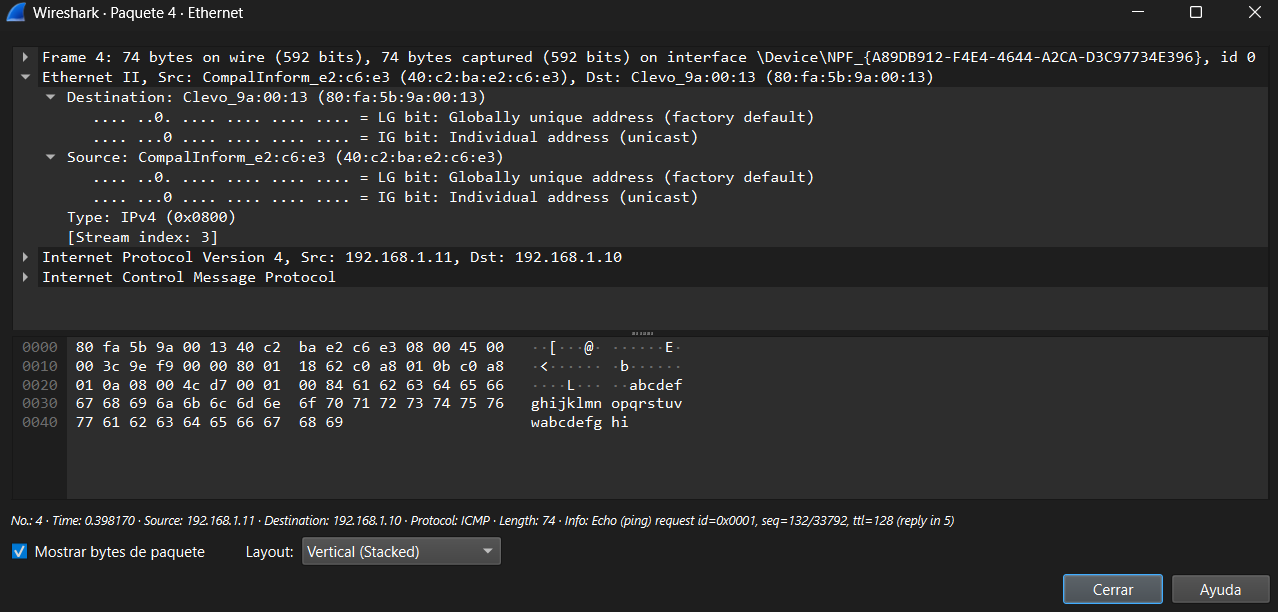 Wireshark · Paquete 4 · Ethernet
Frame 4: 74 bytes on wire (592 bits), 74 bytes captured (592 bits) on interface \Device\NPF_{A89DB912-F4E4-4644-A2CA-D3C97734E396}, id 0
Ethernet II, Src: CompalInform_e2:c6:e3 (40:c2:ba:e2:c6:e3), Dst: Clevo_9a:00:13 (80:fa:5b:9a:00:13)
Destination: Clevo_9a:00:13 (80:fa:5b:9a:00:13)
.... ..0. .... .... .... .... = LG bit: Globally unique address (factory default)
.... ...0 .... .... .... .... = IG bit: Individual address (unicast)
Source: CompalInform_e2:c6:e3 (40:c2:ba:e2:c6:e3)
.... ..0. .... .... .... .... = LG bit: Globally unique address (factory default)
.... ...0 .... .... .... .... = IG bit: Individual address (unicast)
Type: IPv4 (0x0800)
[Stream index: 3]
Internet Protocol Version 4, Src: 192.168.1.11, Dst: 192.168.1.10
Internet Control Message Protocol
0000 80 fa 5b 9a 00 13 40 c2 ba e2 c6 e3 08 00 45 00 ··[···@· ······E·
0010 00 3c 9e f9 00 00 80 01 18 62 c0 a8 01 0b c0 a8 ·<······ ·b······
0020 01 0a 08 00 4c d7 00 01 00 84 61 62 63 64 65 66 ····L··· ··abcdef
0030 67 68 69 6a 6b 6c 6d 6e 6f 70 71 72 73 74 75 76 ghijklmn opqrstuv
0040 77 61 62 63 64 65 66 67 68 69 wabcdefg hi
No.: 4 · Time: 0.398170 · Source: 192.168.1.11 · Destination: 192.168.1.10 · Protocol: ICMP · Length: 74 · Info: Echo (ping) request id=0x0001, seq=132/33792, ttl=128 (reply in 5)
Mostrar bytes de paquete Layout: Vertical (Stacked)
Cerrar Ayuda